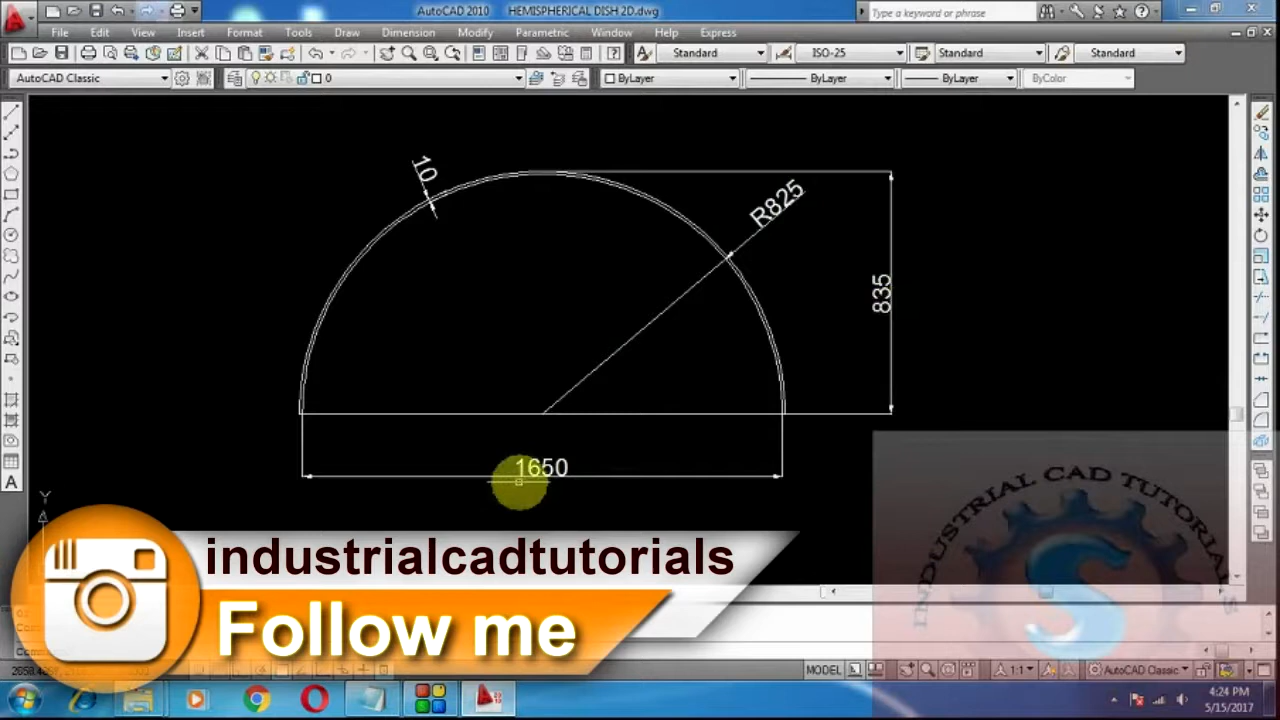 AutoCAD 2010 HEMISPHERICAL DISH 2D.dwg
Type a keyword or phrase
File Edit View Insert Format Tools Draw Dimension Modify Parametric Window Help Express
Standard ISO-25 Standard Standard
AutoCAD Classic 0 ByLayer ByLayer ByLayer ByColor
10
R825
835
1650
Y
A
INDUSTRIAL CAD TUTORIALS
S
industrialcadtutorials
Follow me
MODEL 1:1 AutoCAD Classic
4:24 PM
5/15/2017